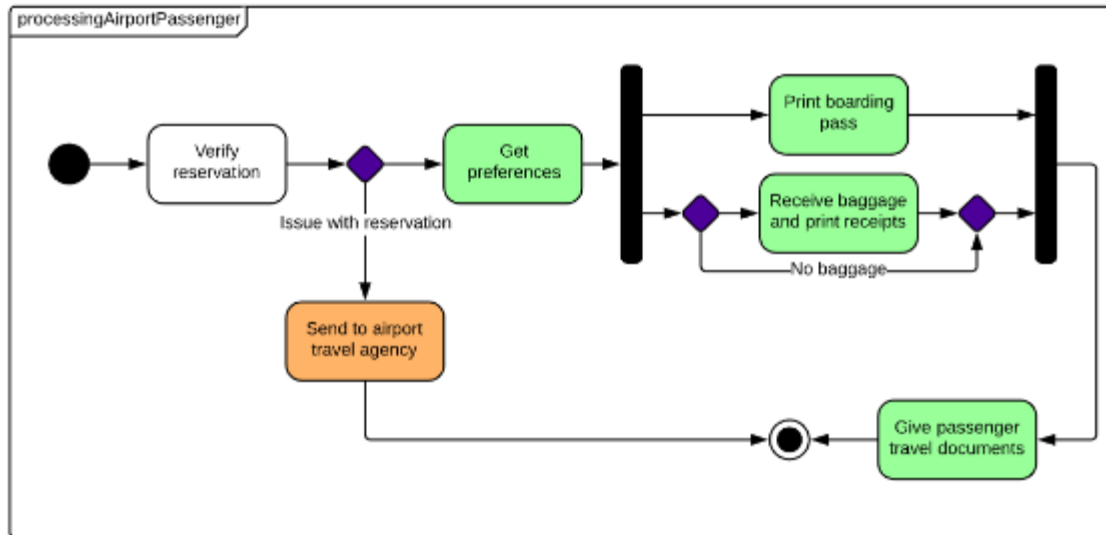 processingAirportPassenger
Verify
reservation
Get
preferences
Print boarding
pass
Receive baggage
and print receipts
No baggage
Issue with reservation
Send to airport
travel agency
Give passenger
travel documents